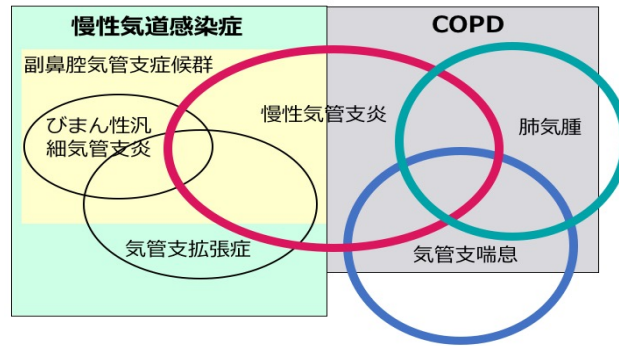 慢性気道感染症
COPD
副鼻腔気管支症候群
慢性気管支炎
びまん性汎
細気管支炎
肺気腫
気管支拡張症
気管支喘息